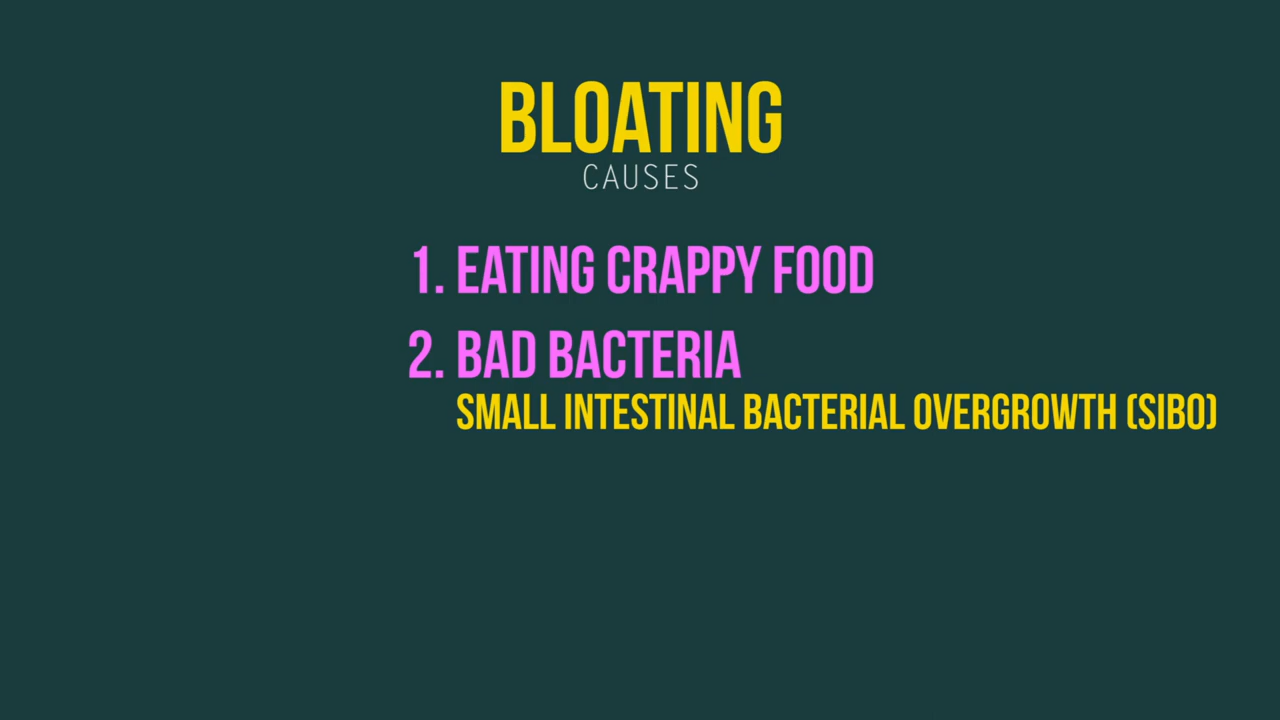 BLOATING
CAUSES
1. EATING CRAPPY FOOD
2. BAD BACTERIA
SMALL INTESTINAL BACTERIAL OVERGROWTH (SIBO)